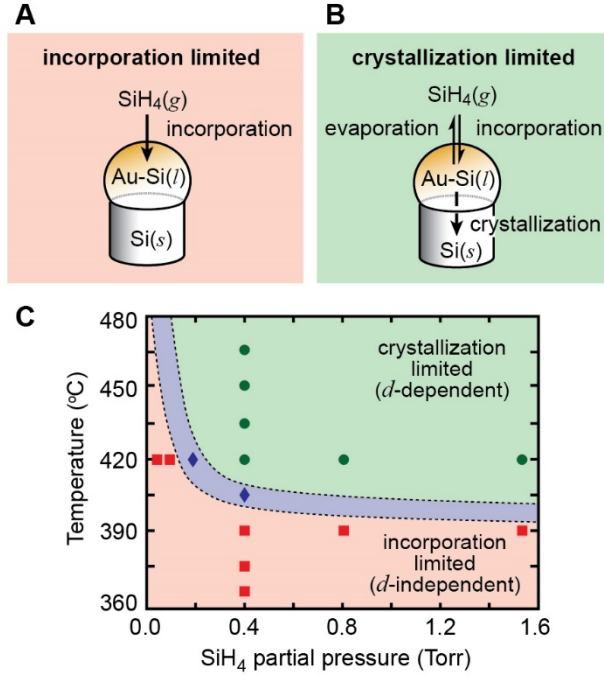 A
incorporation limited
SiH₄(g)
incorporation
Au-Si(l)
Si(s)
B
crystallization limited
SiH₄(g)
evaporation
incorporation
Au-Si(l)
crystallization
Si(s)
C
480
450
420
390
360
Temperature (ºC)
crystallization
limited
(d-dependent)
incorporation
limited
(d-independent)
0.0
0.4
0.8
1.2
1.6
SiH₄ partial pressure (Torr)